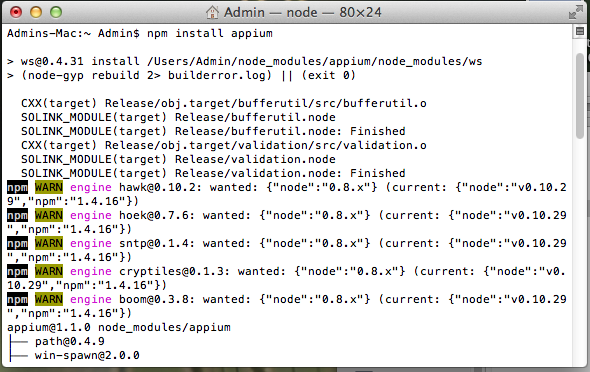 Admin — node — 80×24
Admins-Mac:~ Admin$ npm install appium
> ws@0.4.31 install /Users/Admin/node_modules/appium/node_modules/ws
> (node-gyp rebuild 2> builderror.log) || (exit 0)
CXX(target) Release/obj.target/bufferutil/src/bufferutil.o
SOLINK_MODULE(target) Release/bufferutil.node
SOLINK_MODULE(target) Release/bufferutil.node: Finished
CXX(target) Release/obj.target/validation/src/validation.o
SOLINK_MODULE(target) Release/validation.node
SOLINK_MODULE(target) Release/validation.node: Finished
npm WARN engine hawk@0.10.2: wanted: {"node":"0.8.x"} (current: {"node":"v0.10.2
9","npm":"1.4.16"})
npm WARN engine hoek@0.7.6: wanted: {"node":"0.8.x"} (current: {"node":"v0.10.29
","npm":"1.4.16"})
npm WARN engine sntp@0.1.4: wanted: {"node":"0.8.x"} (current: {"node":"v0.10.29
","npm":"1.4.16"})
npm WARN engine cryptiles@0.1.3: wanted: {"node":"0.8.x"} (current: {"node":"v0.
10.29","npm":"1.4.16"})
npm WARN engine boom@0.3.8: wanted: {"node":"0.8.x"} (current: {"node":"v0.10.29
","npm":"1.4.16"})
appium@1.1.0 node_modules/appium
├── path@0.4.9
├── win-spawn@2.0.0